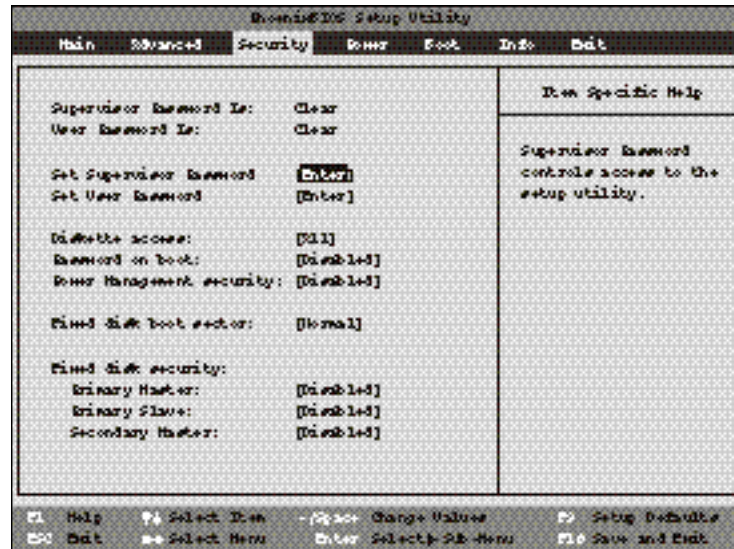 PhoenixBIOS Setup Utility
Main Advanced Security Power Boot Info Exit
Supervisor Password Is: Clear
User Password Is: Clear
Set Supervisor Password [Enter]
Set User Password [Enter]
Diskette access: [All]
Password on boot: [Disabled]
Power Management security: [Disabled]
Fixed disk boot sector: [Normal]
Fixed disk security:
Primary Master: [Disabled]
Primary Slave: [Disabled]
Secondary Master: [Disabled]
Item Specific Help
Supervisor Password
controls access to the
setup utility.
F1 Help ↑↓ Select Item -/Space Change Values F9 Setup Defaults
ESC Exit ←→ Select Menu Enter Select▶Sub-Menu F10 Save and Exit